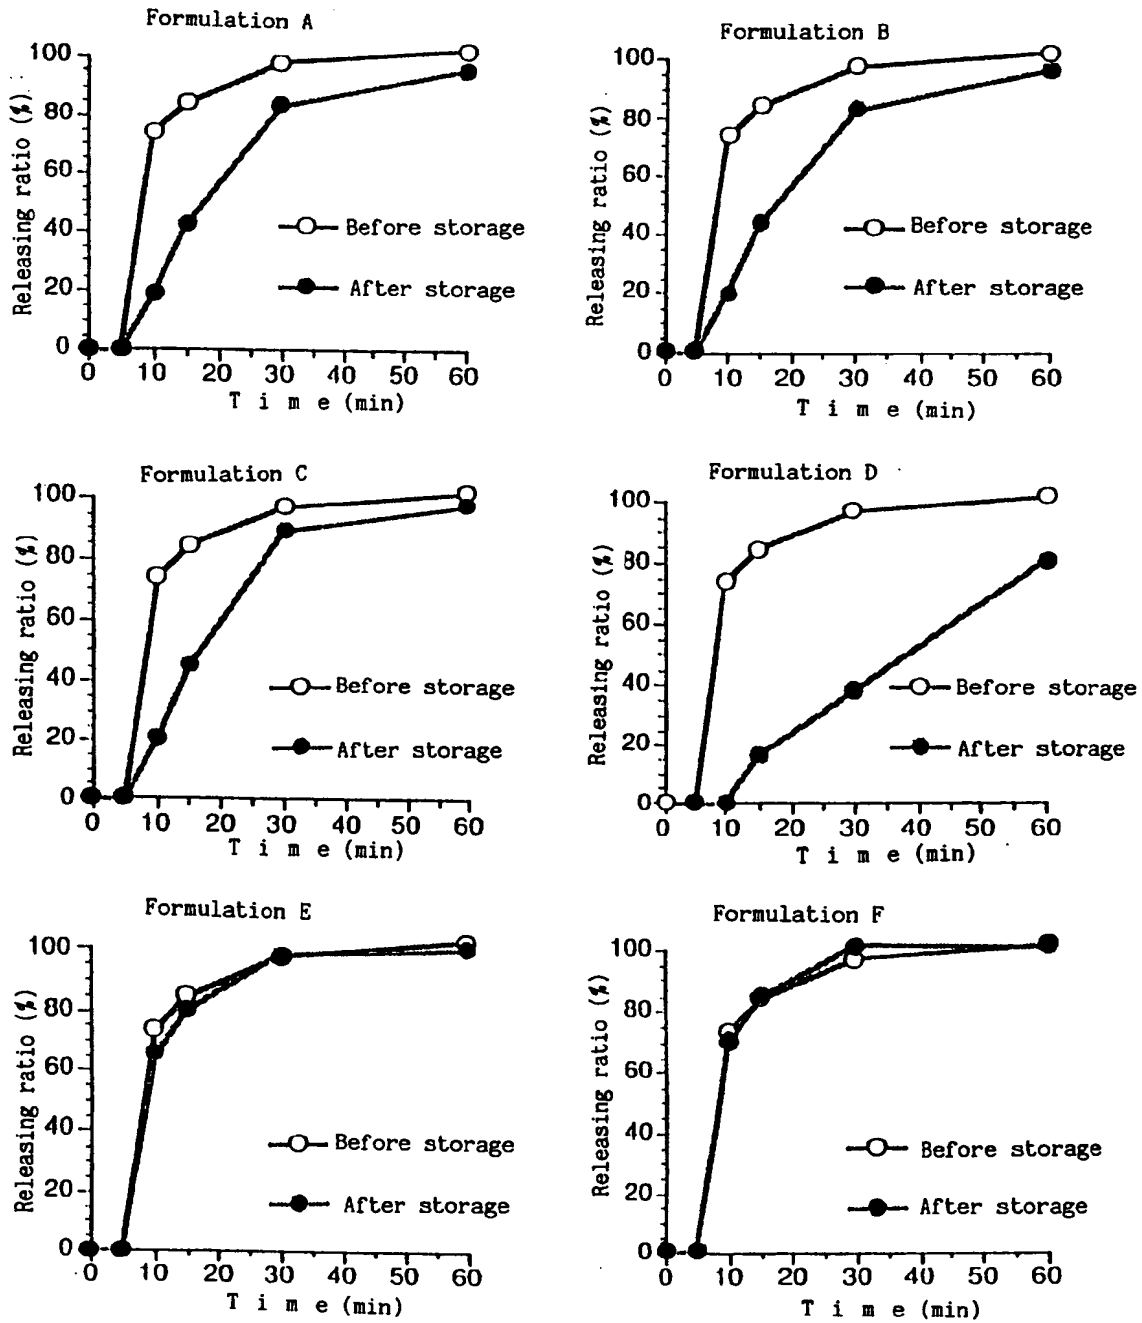 Formulation A
Releasing ratio (%)
100
80
60
40
20
0
Before storage
After storage
0 10 20 30 40 50 60
T i m e (min)
Formulation B
Releasing ratio (%)
100
80
60
40
20
0
Before storage
After storage
0 10 20 30 40 50 60
T i m e (min)
Formulation C
Releasing ratio (%)
100
80
60
40
20
0
Before storage
After storage
0 10 20 30 40 50 60
T i m e (min)
Formulation D
Releasing ratio (%)
100
80
60
40
20
0
Before storage
After storage
0 10 20 30 40 50 60
T i m e (min)
Formulation E
Releasing ratio (%)
100
80
60
40
20
0
Before storage
After storage
0 10 20 30 40 50 60
T i m e (min)
Formulation F
Releasing ratio (%)
100
80
60
40
20
0
Before storage
After storage
0 10 20 30 40 50 60
T i m e (min)